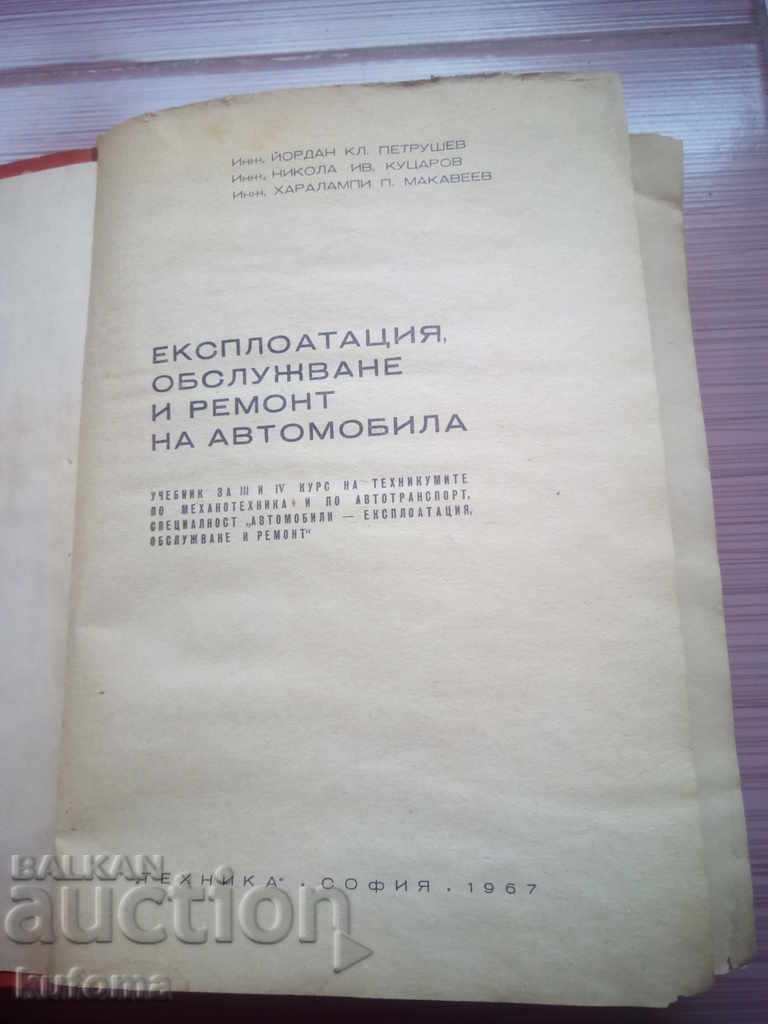 Инж. ЙОРДАН КЛ. ПЕТРУШЕВ
Инж. НИКОЛА ИВ. КУЦАРОВ
Инж. ХАРАЛАМПИ П. МАКАВЕЕВ
ЕКСПЛОАТАЦИЯ,
ОБСЛУЖВАНЕ
И РЕМОНТ
НА АВТОМОБИЛА
УЧЕБНИК ЗА III И IV КУРС НА ТЕХНИКУМИТЕ
ПО МЕХАНОТЕХНИКА И ПО АВТОТРАНСПОРТ,
СПЕЦИАЛНОСТ „АВТОМОБИЛИ — ЕКСПЛОАТАЦИЯ,
ОБСЛУЖВАНЕ И РЕМОНТ"
„ТЕХНИКА" . СОФИЯ . 1967
BALKAN
auction
kufoma